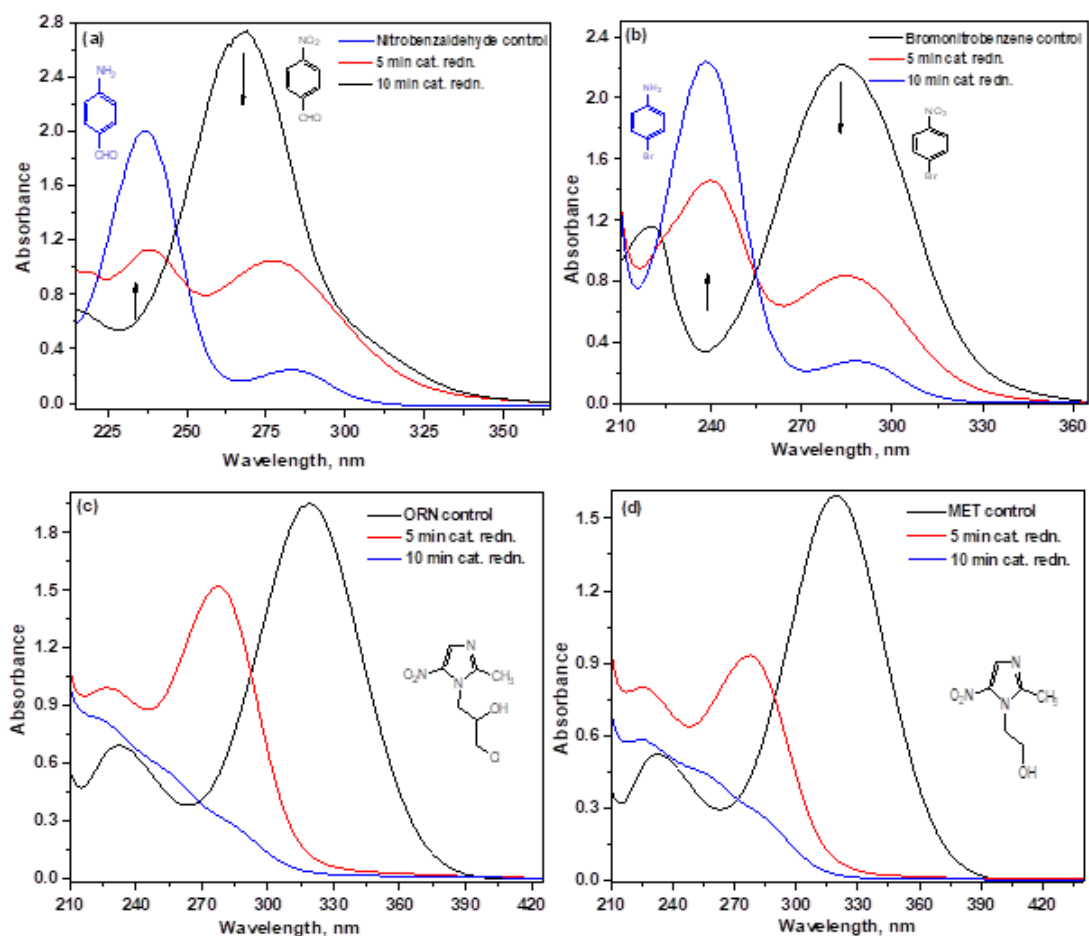 (a)
Nitrobenzaldehyde control
5 min cat. redn.
10 min cat. redn.
NH₂
CHO
NO₂
CHO
2.8
2.4
2.0
1.6
1.2
0.8
0.4
0.0
Absorbance
225 250 275 300 325 350
Wavelength, nm
(b)
Bromonitrobenzene control
5 min cat. redn.
10 min cat. redn.
NH₂
Br
NO₂
Br
2.4
2.0
1.6
1.2
0.8
0.4
0.0
Absorbance
210 240 270 300 330 360
Wavelength, nm
(c)
ORN control
5 min cat. redn.
10 min cat. redn.
N
O₂N
N
CH₃
OH
1.8
1.5
1.2
0.9
0.6
0.3
0.0
Absorbance
210 240 270 300 330 360 390 420
Wavelength, nm
(d)
MET control
5 min cat. redn.
10 min cat. redn.
N
O₂N
N
CH₃
OH
1.5
1.2
0.9
0.6
0.3
0.0
Absorbance
210 240 270 300 330 360 390 420
Wavelength, nm